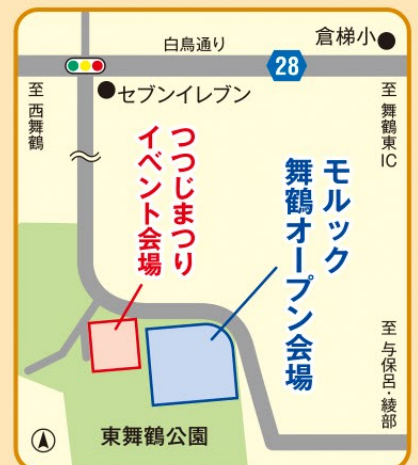 白鳥通り
倉梯小
28
セブンイレブン
至 西舞鶴
至 舞鶴東IC
つつじまつり
イベント会場
モルック
舞鶴オープン会場
至 与保呂・綾部
東舞鶴公園